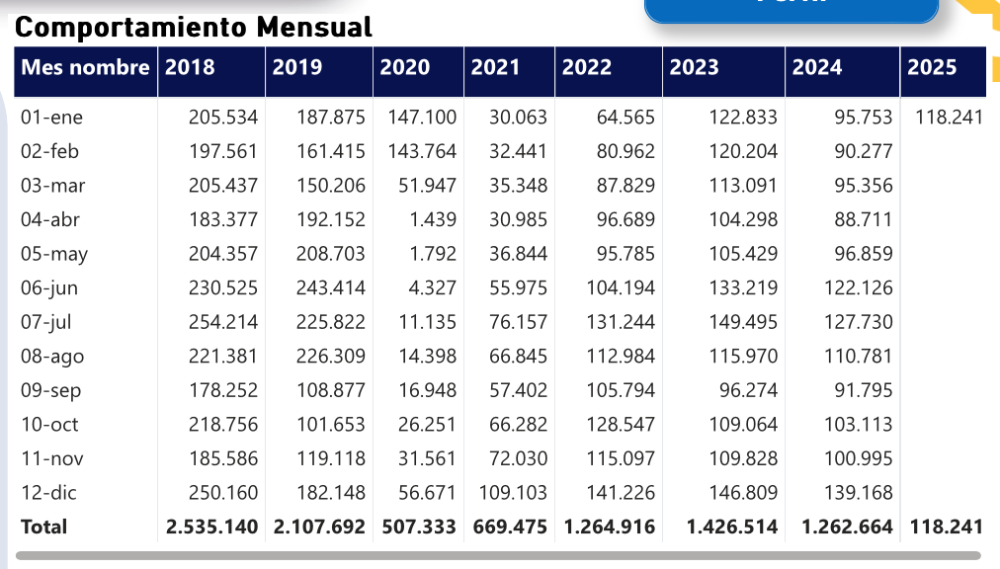 Comportamiento Mensual
Mes nombre 2018 2019 2020 2021 2022 2023 2024 2025
01-ene 205.534 187.875 147.100 30.063 64.565 122.833 95.753 118.241
02-feb 197.561 161.415 143.764 32.441 80.962 120.204 90.277
03-mar 205.437 150.206 51.947 35.348 87.829 113.091 95.356
04-abr 183.377 192.152 1.439 30.985 96.689 104.298 88.711
05-may 204.357 208.703 1.792 36.844 95.785 105.429 96.859
06-jun 230.525 243.414 4.327 55.975 104.194 133.219 122.126
07-jul 254.214 225.822 11.135 76.157 131.244 149.495 127.730
08-ago 221.381 226.309 14.398 66.845 112.984 115.970 110.781
09-sep 178.252 108.877 16.948 57.402 105.794 96.274 91.795
10-oct 218.756 101.653 26.251 66.282 128.547 109.064 103.113
11-nov 185.586 119.118 31.561 72.030 115.097 109.828 100.995
12-dic 250.160 182.148 56.671 109.103 141.226 146.809 139.168
Total 2.535.140 2.107.692 507.333 669.475 1.264.916 1.426.514 1.262.664 118.241